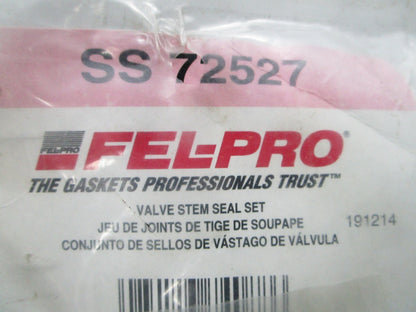 SS 72527
FEL-PRO FEL-PRO®
THE GASKETS PROFESSIONALS TRUST™
VALVE STEM SEAL SET
JEU DE JOINTS DE TIGE DE SOUPAPE 191214
CONJUNTO DE SELLOS DE VÁSTAGO DE VÁLVULA